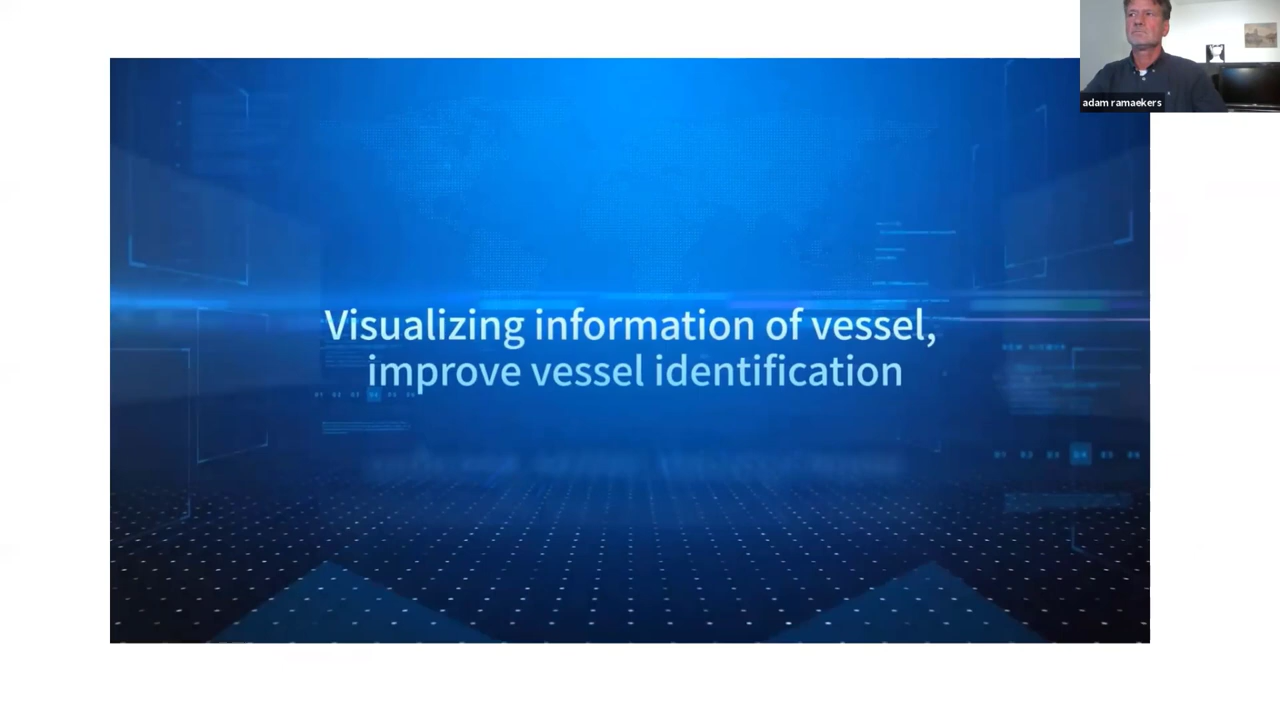 adam ramaekers
Visualizing information of vessel,
improve vessel identification